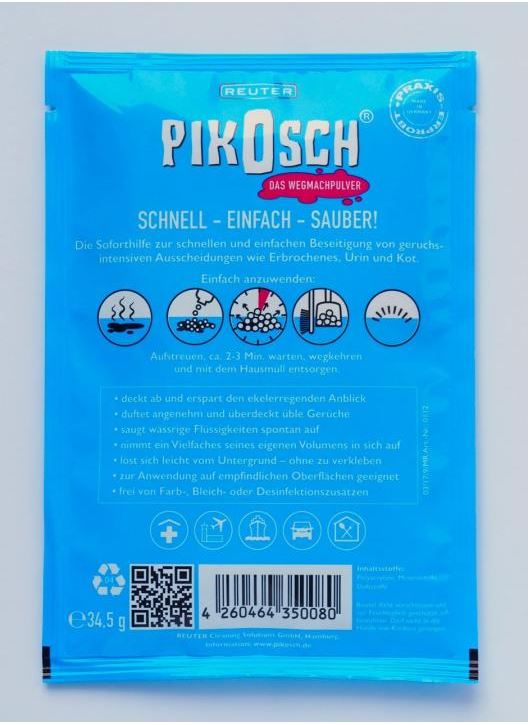 REUTER
PRAXIS-ERPROBT
MADE IN GERMANY
PIKOSCH®
DAS WEGMACHPULVER
SCHNELL – EINFACH – SAUBER!
Die Soforthilfe zur schnellen und einfachen Beseitigung von geruchs-
intensiven Ausscheidungen wie Erbrochenes, Urin und Kot.
Einfach anzuwenden:
Aufstreuen, ca. 2-3 Min. warten, wegkehren
und mit dem Hausmüll entsorgen.
• deckt ab und erspart den ekelerregenden Anblick
• duftet angenehm und überdeckt üble Gerüche
• saugt wässrige Flüssigkeiten spontan auf
• nimmt ein Vielfaches seines eigenen Volumens in sich auf
• löst sich leicht vom Untergrund – ohne zu verkleben
• zur Anwendung auf empfindlichen Oberflächen geeignet
• frei von Farb-, Bleich- oder Desinfektionszusätzen
04
℮34,5 g
4 260464 350080
REUTER Cleaning Solutions GmbH, Hamburg
Information: www.pikosch.de
Inhaltsstoffe: